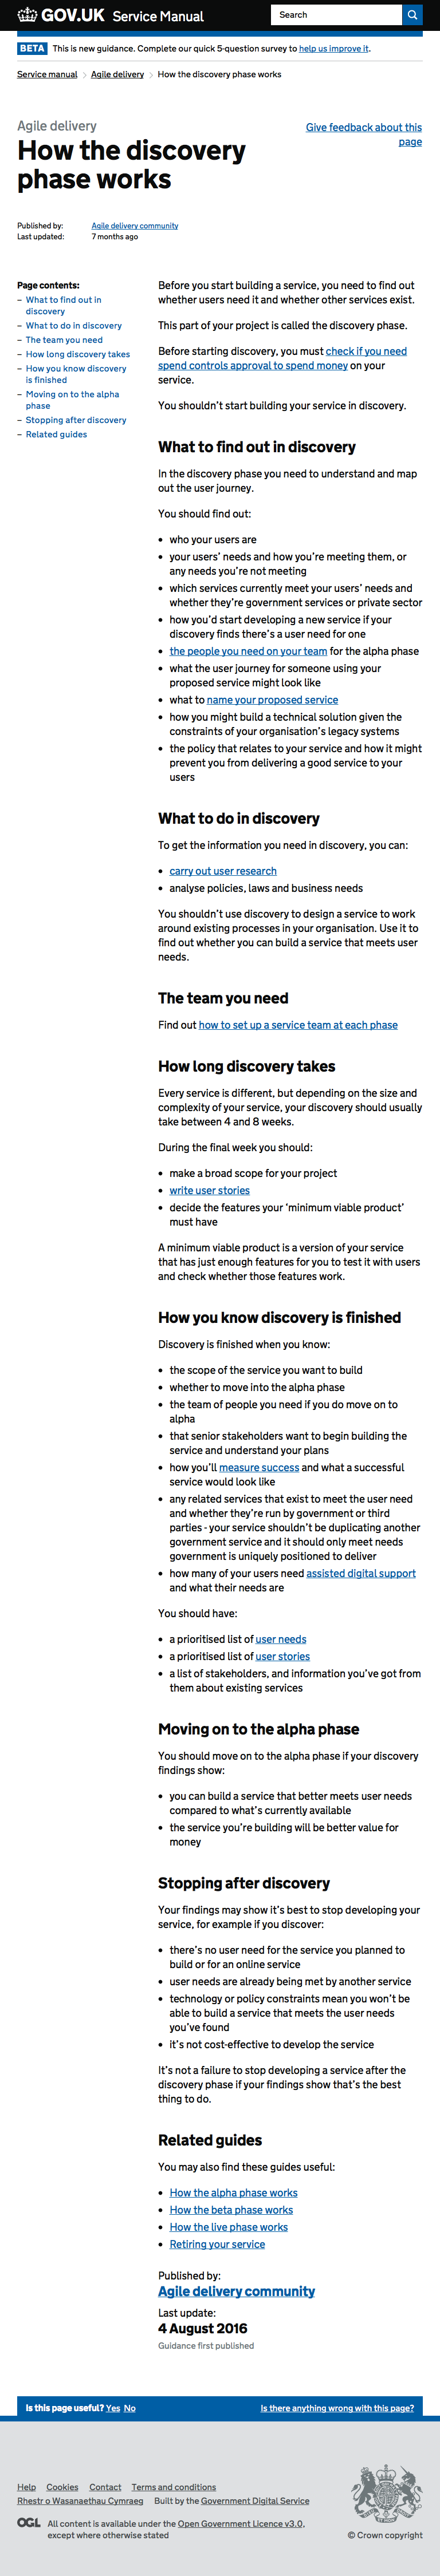 GOV.UK Service Manual
Search
BETA This is new guidance. Complete our quick 5-question survey to help us improve it.
Service manual > Agile delivery > How the discovery phase works
Agile delivery
How the discovery
phase works
Give feedback about this
page
Published by: Agile delivery community
Last updated: 7 months ago
Page contents:
– What to find out in
discovery
– What to do in discovery
– The team you need
– How long discovery takes
– How you know discovery
is finished
– Moving on to the alpha
phase
– Stopping after discovery
– Related guides
Before you start building a service, you need to find out
whether users need it and whether other services exist.
This part of your project is called the discovery phase.
Before starting discovery, you must check if you need
spend controls approval to spend money on your
service.
You shouldn’t start building your service in discovery.
What to find out in discovery
In the discovery phase you need to understand and map
out the user journey.
You should find out:
• who your users are
• your users’ needs and how you’re meeting them, or
any needs you’re not meeting
• which services currently meet your users’ needs and
whether they’re government services or private sector
• how you’d start developing a new service if your
discovery finds there’s a user need for one
• the people you need on your team for the alpha phase
• what the user journey for someone using your
proposed service might look like
• what to name your proposed service
• how you might build a technical solution given the
constraints of your organisation’s legacy systems
• the policy that relates to your service and how it might
prevent you from delivering a good service to your
users
What to do in discovery
To get the information you need in discovery, you can:
• carry out user research
• analyse policies, laws and business needs
You shouldn’t use discovery to design a service to work
around existing processes in your organisation. Use it to
find out whether you can build a service that meets user
needs.
The team you need
Find out how to set up a service team at each phase
How long discovery takes
Every service is different, but depending on the size and
complexity of your service, your discovery should usually
take between 4 and 8 weeks.
During the final week you should:
• make a broad scope for your project
• write user stories
• decide the features your ‘minimum viable product’
must have
A minimum viable product is a version of your service
that has just enough features for you to test it with users
and check whether those features work.
How you know discovery is finished
Discovery is finished when you know:
• the scope of the service you want to build
• whether to move into the alpha phase
• the team of people you need if you do move on to
alpha
• that senior stakeholders want to begin building the
service and understand your plans
• how you’ll measure success and what a successful
service would look like
• any related services that exist to meet the user need
and whether they’re run by government or third
parties - your service shouldn’t be duplicating another
government service and it should only meet needs
government is uniquely positioned to deliver
• how many of your users need assisted digital support
and what their needs are
You should have:
• a prioritised list of user needs
• a prioritised list of user stories
• a list of stakeholders, and information you’ve got from
them about existing services
Moving on to the alpha phase
You should move on to the alpha phase if your discovery
findings show:
• you can build a service that better meets user needs
compared to what’s currently available
• the service you’re building will be better value for
money
Stopping after discovery
Your findings may show it’s best to stop developing your
service, for example if you discover:
• there’s no user need for the service you planned to
build or for an online service
• user needs are already being met by another service
• technology or policy constraints mean you won’t be
able to build a service that meets the user needs
you’ve found
• it’s not cost-effective to develop the service
It’s not a failure to stop developing a service after the
discovery phase if your findings show that’s the best
thing to do.
Related guides
You may also find these guides useful:
• How the alpha phase works
• How the beta phase works
• How the live phase works
• Retiring your service
Published by:
Agile delivery community
Last update:
4 August 2016
Guidance first published
Is this page useful? Yes No
Is there anything wrong with this page?
Help Cookies Contact Terms and conditions
Rhestr o Wasanaethau Cymraeg Built by the Government Digital Service
OGL All content is available under the Open Government Licence v3.0,
except where otherwise stated
© Crown copyright